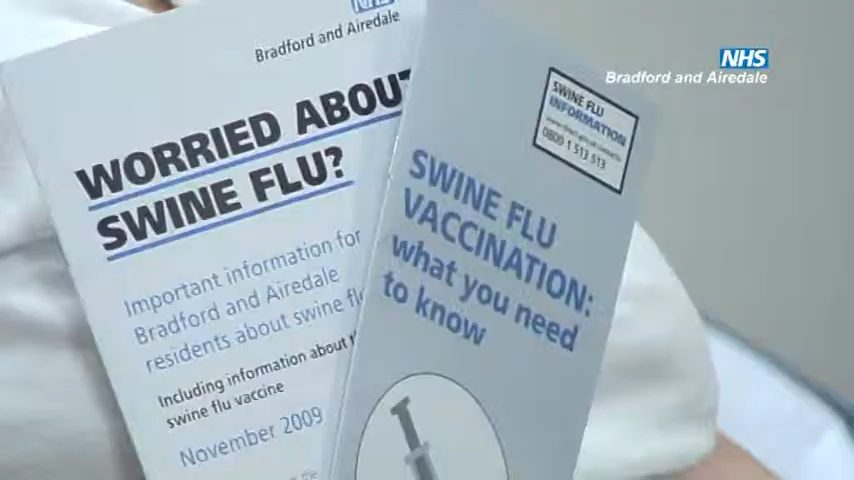 NHS
Bradford and Airedale
WORRIED ABOUT
SWINE FLU?
Important information for
Bradford and Airedale
residents about swine
Including information about
swine flu vaccine
November 2009
SWINE FLU
INFORMATION
0800 1 513 513
SWINE FLU
VACCINATION:
what you need
to know
NHS
Bradford and Airedale